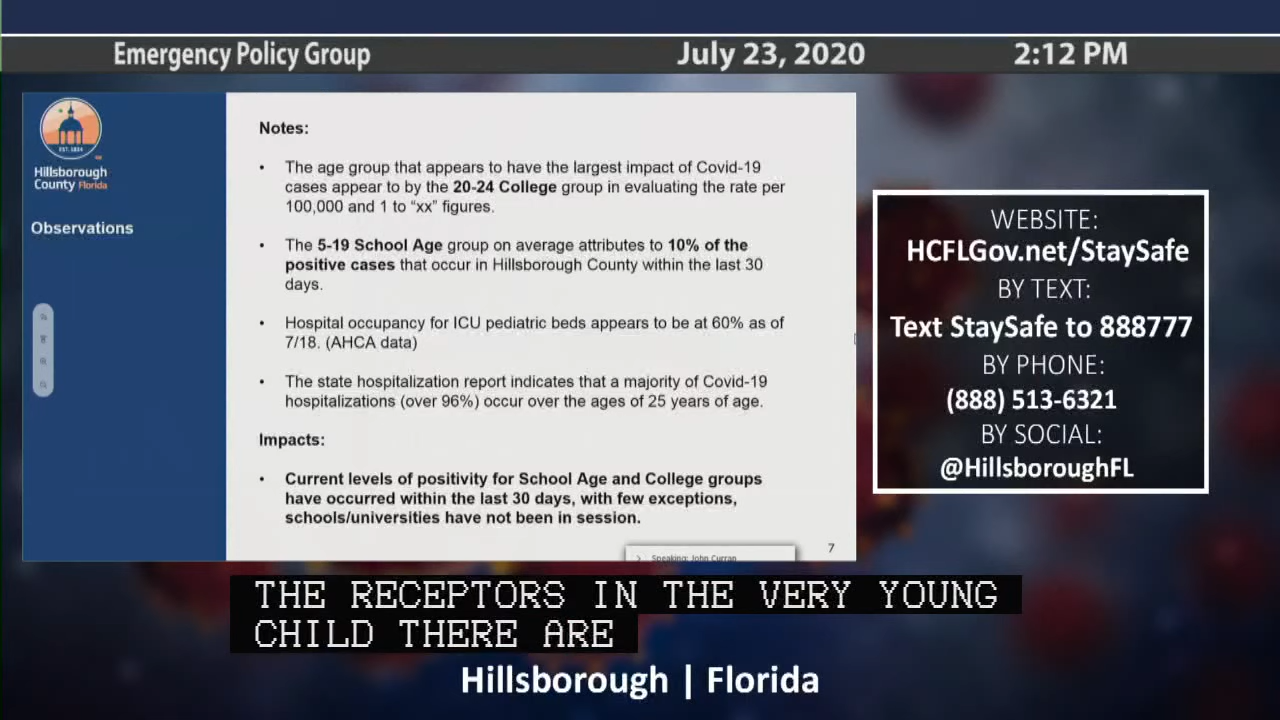 Emergency Policy Group July 23, 2020 2:12 PM
EST. 1834
Hillsborough
County Florida
Observations
Notes:
• The age group that appears to have the largest impact of Covid-19
cases appear to by the 20-24 College group in evaluating the rate per
100,000 and 1 to “xx” figures.
• The 5-19 School Age group on average attributes to 10% of the
positive cases that occur in Hillsborough County within the last 30
days.
• Hospital occupancy for ICU pediatric beds appears to be at 60% as of
7/18. (AHCA data)
• The state hospitalization report indicates that a majority of Covid-19
hospitalizations (over 96%) occur over the ages of 25 years of age.
Impacts:
• Current levels of positivity for School Age and College groups
have occurred within the last 30 days, with few exceptions,
schools/universities have not been in session.
7
Speaking: John Curran
WEBSITE:
HCFLGov.net/StaySafe
BY TEXT:
Text StaySafe to 888777
BY PHONE:
(888) 513-6321
BY SOCIAL:
@HillsboroughFL
THE RECEPTORS IN THE VERY YOUNG
CHILD THERE ARE
Hillsborough | Florida